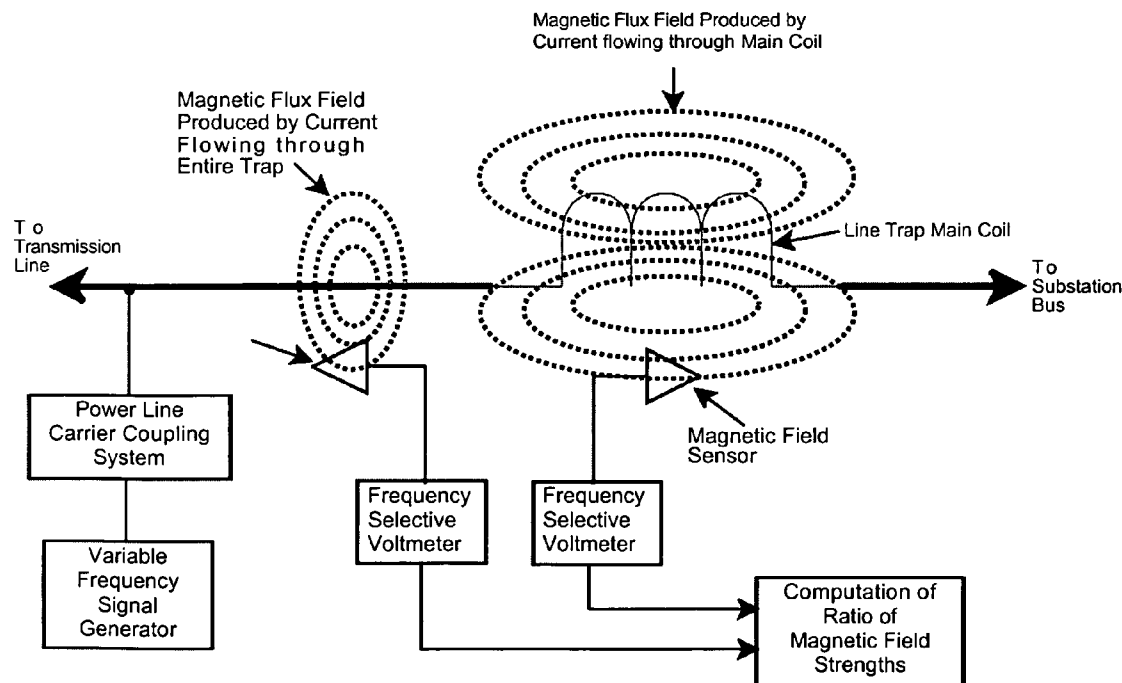 Magnetic Flux Field Produced by
Current flowing through Main Coil
Magnetic Flux Field
Produced by Current
Flowing through
Entire Trap
T o
Transmission
Line
Line Trap Main Coil
To
Substation
Bus
Power Line
Carrier Coupling
System
Magnetic Field
Sensor
Frequency
Selective
Voltmeter
Frequency
Selective
Voltmeter
Variable
Frequency
Signal
Generator
Computation of
Ratio of
Magnetic Field
Strengths